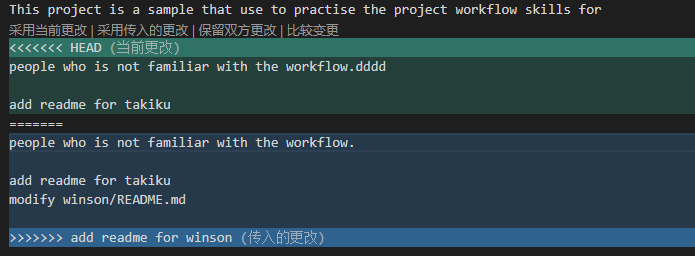 This project is a sample that use to practise the project workflow skills for
采用当前更改 | 采用传入的更改 | 保留双方更改 | 比较变更
<<<<<<< HEAD (当前更改)
people who is not familiar with the workflow.dddd
add readme for takiku
=======
people who is not familiar with the workflow.
add readme for takiku
modify winson/README.md
>>>>>>> add readme for winson (传入的更改)